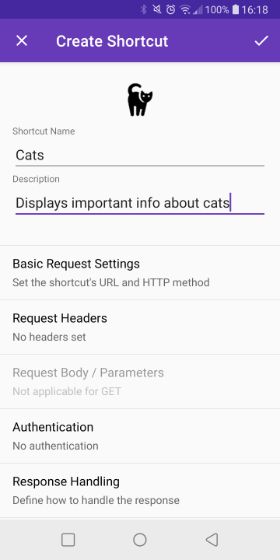 100% 16:18
Create Shortcut
Shortcut Name
Cats
Description
Displays important info about cats
Basic Request Settings
Set the shortcut's URL and HTTP method
Request Headers
No headers set
Request Body / Parameters
Not applicable for GET
Authentication
No authentication
Response Handling
Define how to handle the response